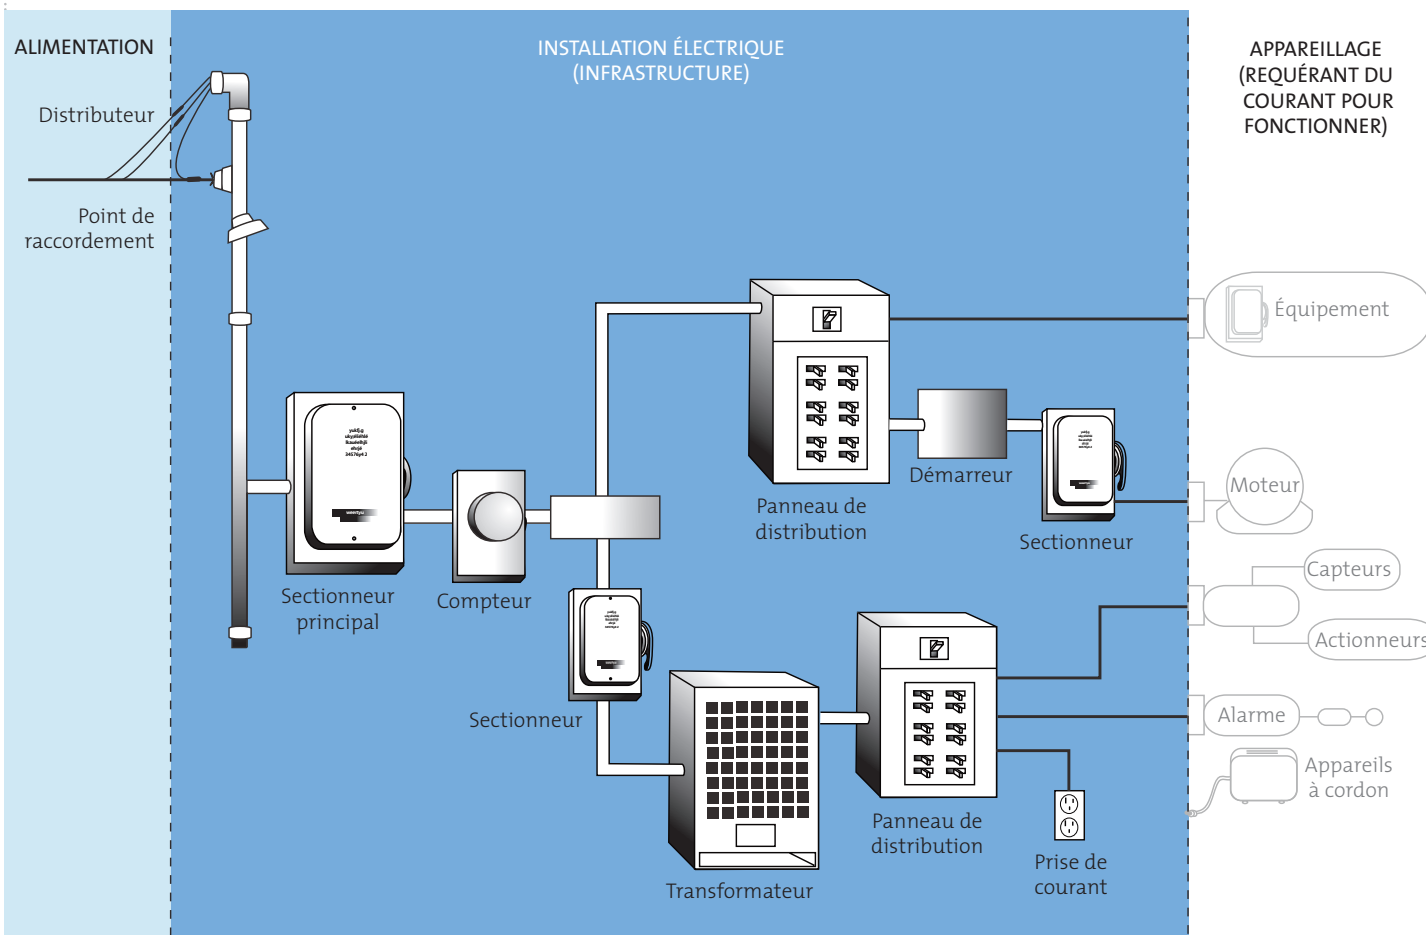 ALIMENTATION
INSTALLATION ÉLECTRIQUE
(INFRASTRUCTURE)
APPAREILLAGE
(REQUÉRANT DU
COURANT POUR
FONCTIONNER)
Distributeur
Point de
raccordement
Équipement
Démarreur
Moteur
Panneau de
distribution
Sectionneur
Capteurs
Sectionneur
principal
Compteur
Actionneurs
Sectionneur
Alarme
Appareils
à cordon
Panneau de
distribution
Prise de
courant
Transformateur